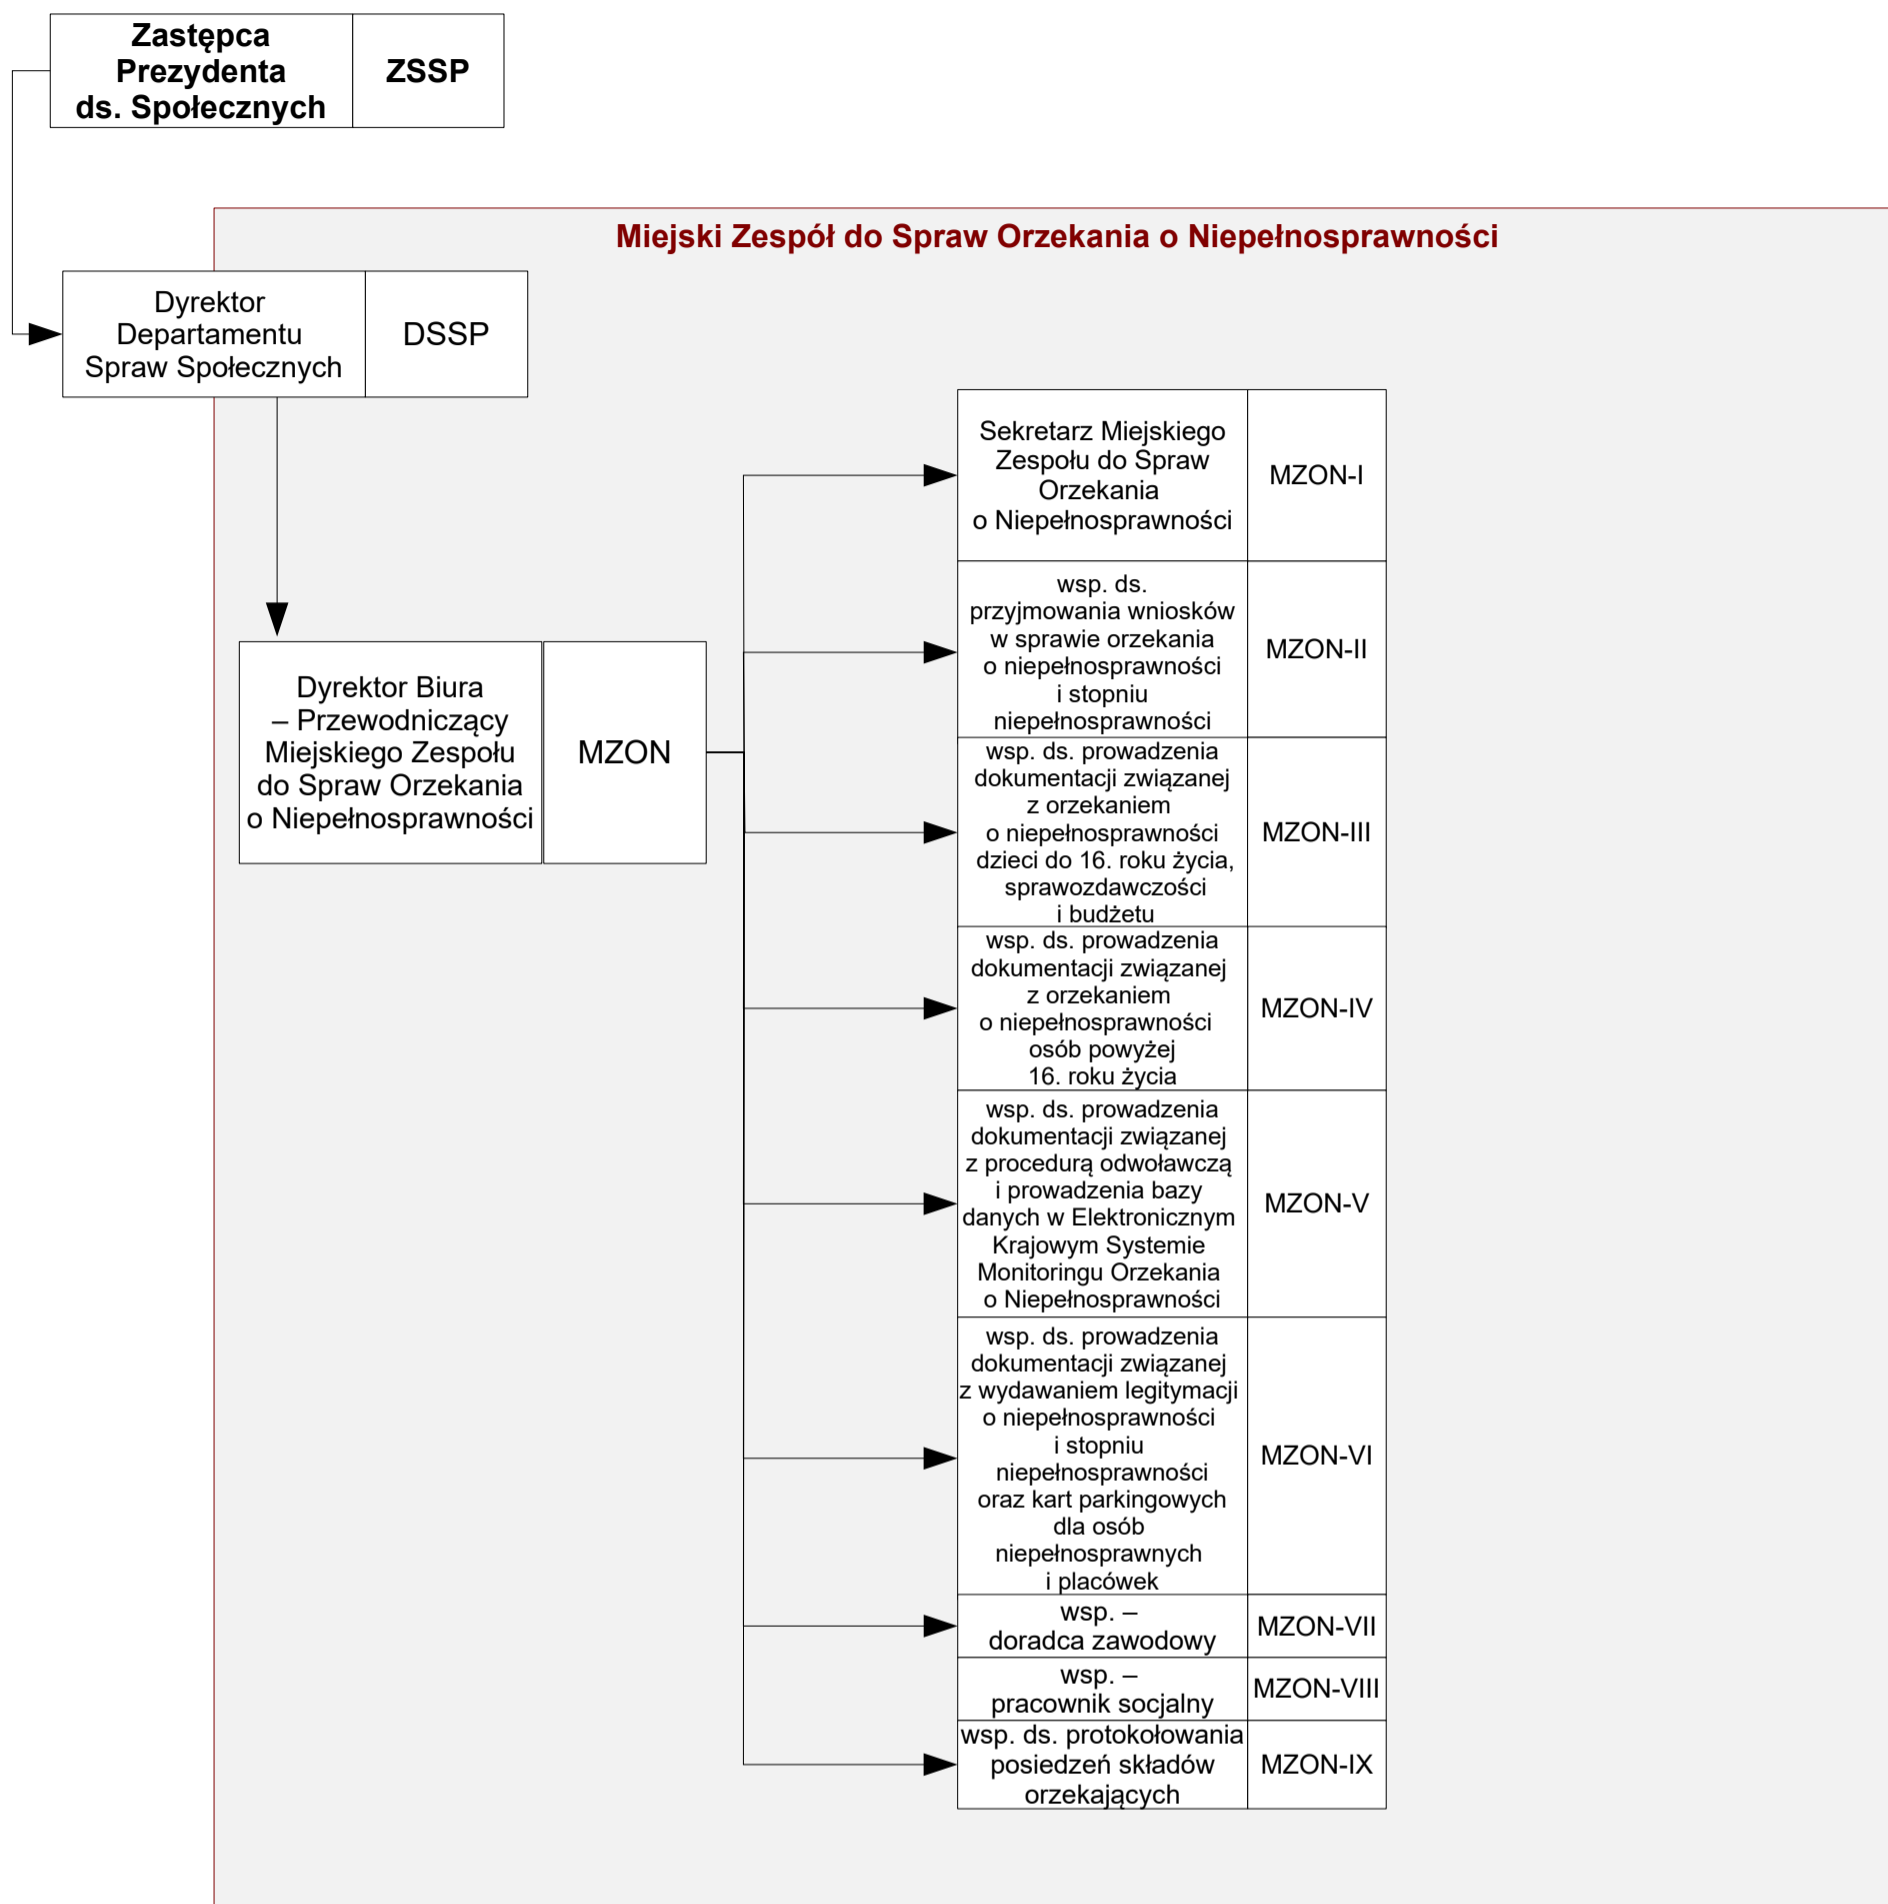 Zastępca
Prezydenta
ds. Społecznych
ZSSP
Miejski Zespół do Spraw Orzekania o Niepełnosprawności
Dyrektor
Departamentu
Spraw Społecznych
DSSP
Dyrektor Biura
– Przewodniczący
Miejskiego Zespołu
do Spraw Orzekania
o Niepełnosprawności
MZON
Sekretarz Miejskiego
Zespołu do Spraw
Orzekania
o Niepełnosprawności
MZON-I
wsp. ds.
przyjmowania wniosków
w sprawie orzekania
o niepełnosprawności
i stopniu
niepełnosprawności
MZON-II
wsp. ds. prowadzenia
dokumentacji związanej
z orzekaniem
o niepełnosprawności
dzieci do 16. roku życia,
sprawozdawczości
i budżetu
MZON-III
wsp. ds. prowadzenia
dokumentacji związanej
z orzekaniem
o niepełnosprawności
osób powyżej
16. roku życia
MZON-IV
wsp. ds. prowadzenia
dokumentacji związanej
z procedurą odwoławczą
i prowadzenia bazy
danych w Elektronicznym
Krajowym Systemie
Monitoringu Orzekania
o Niepełnosprawności
MZON-V
wsp. ds. prowadzenia
dokumentacji związanej
z wydawaniem legitymacji
o niepełnosprawności
i stopniu
niepełnosprawności
oraz kart parkingowych
dla osób
niepełnosprawnych
i placówek
MZON-VI
wsp. –
doradca zawodowy
MZON-VII
wsp. –
pracownik socjalny
MZON-VIII
wsp. ds. protokołowania
posiedzeń składów
orzekających
MZON-IX